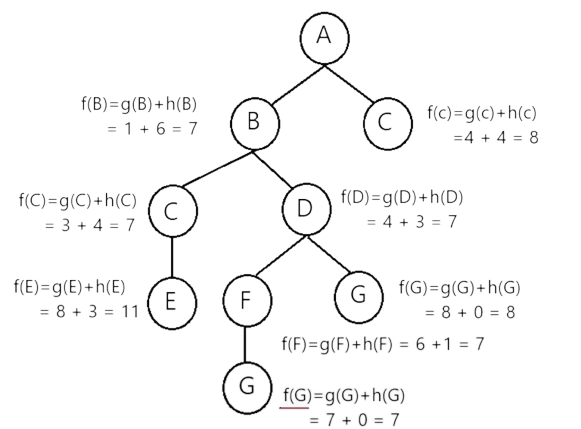 A
f(B)=g(B)+h(B)
= 1 + 6 = 7
B
C
f(c)=g(c)+h(c)
=4 + 4 = 8
f(C)=g(C)+h(C)
= 3 + 4 = 7
C
D
f(D)=g(D)+h(D)
= 4 + 3 = 7
f(E)=g(E)+h(E)
= 8 + 3 = 11
E
F
G
f(G)=g(G)+h(G)
= 8 + 0 = 8
f(F)=g(F)+h(F) = 6 +1 = 7
G
f(G)=g(G)+h(G)
= 7 + 0 = 7